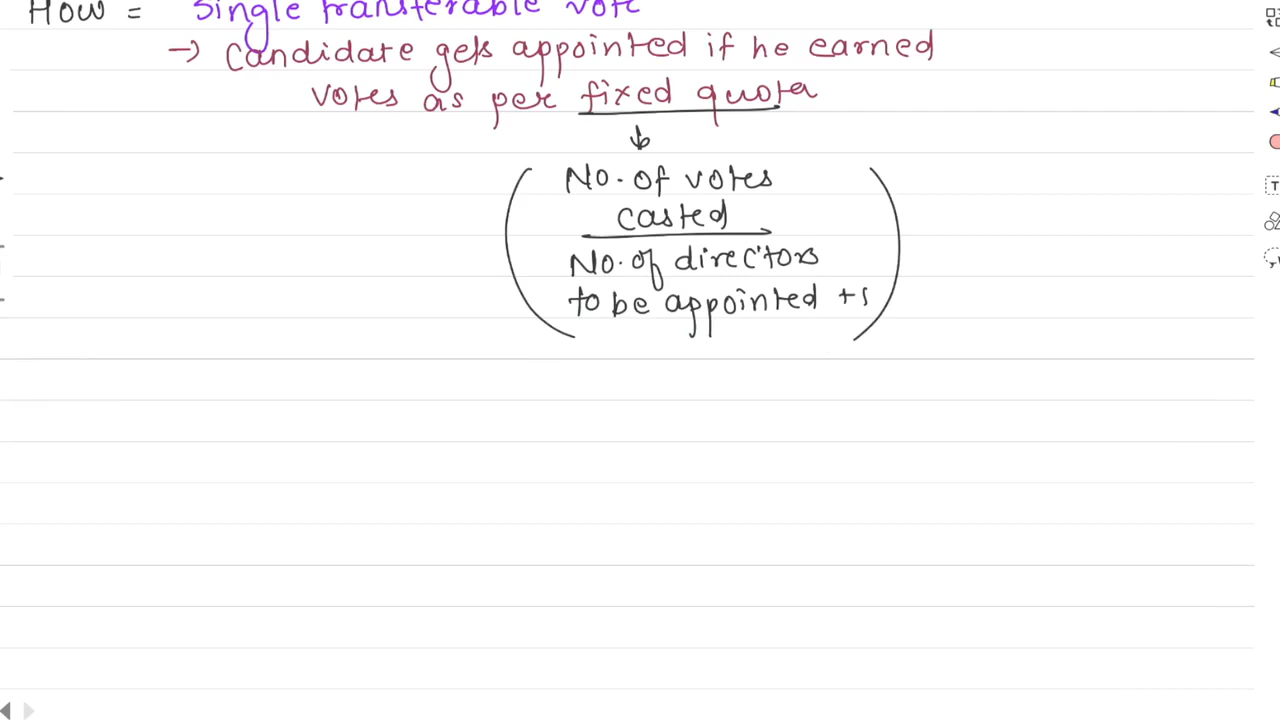 How = Single transferable vote
→ Candidate gets appointed if he earned
votes as per fixed quota
↓
No. of votes
casted
No. of directors
to be appointed +1